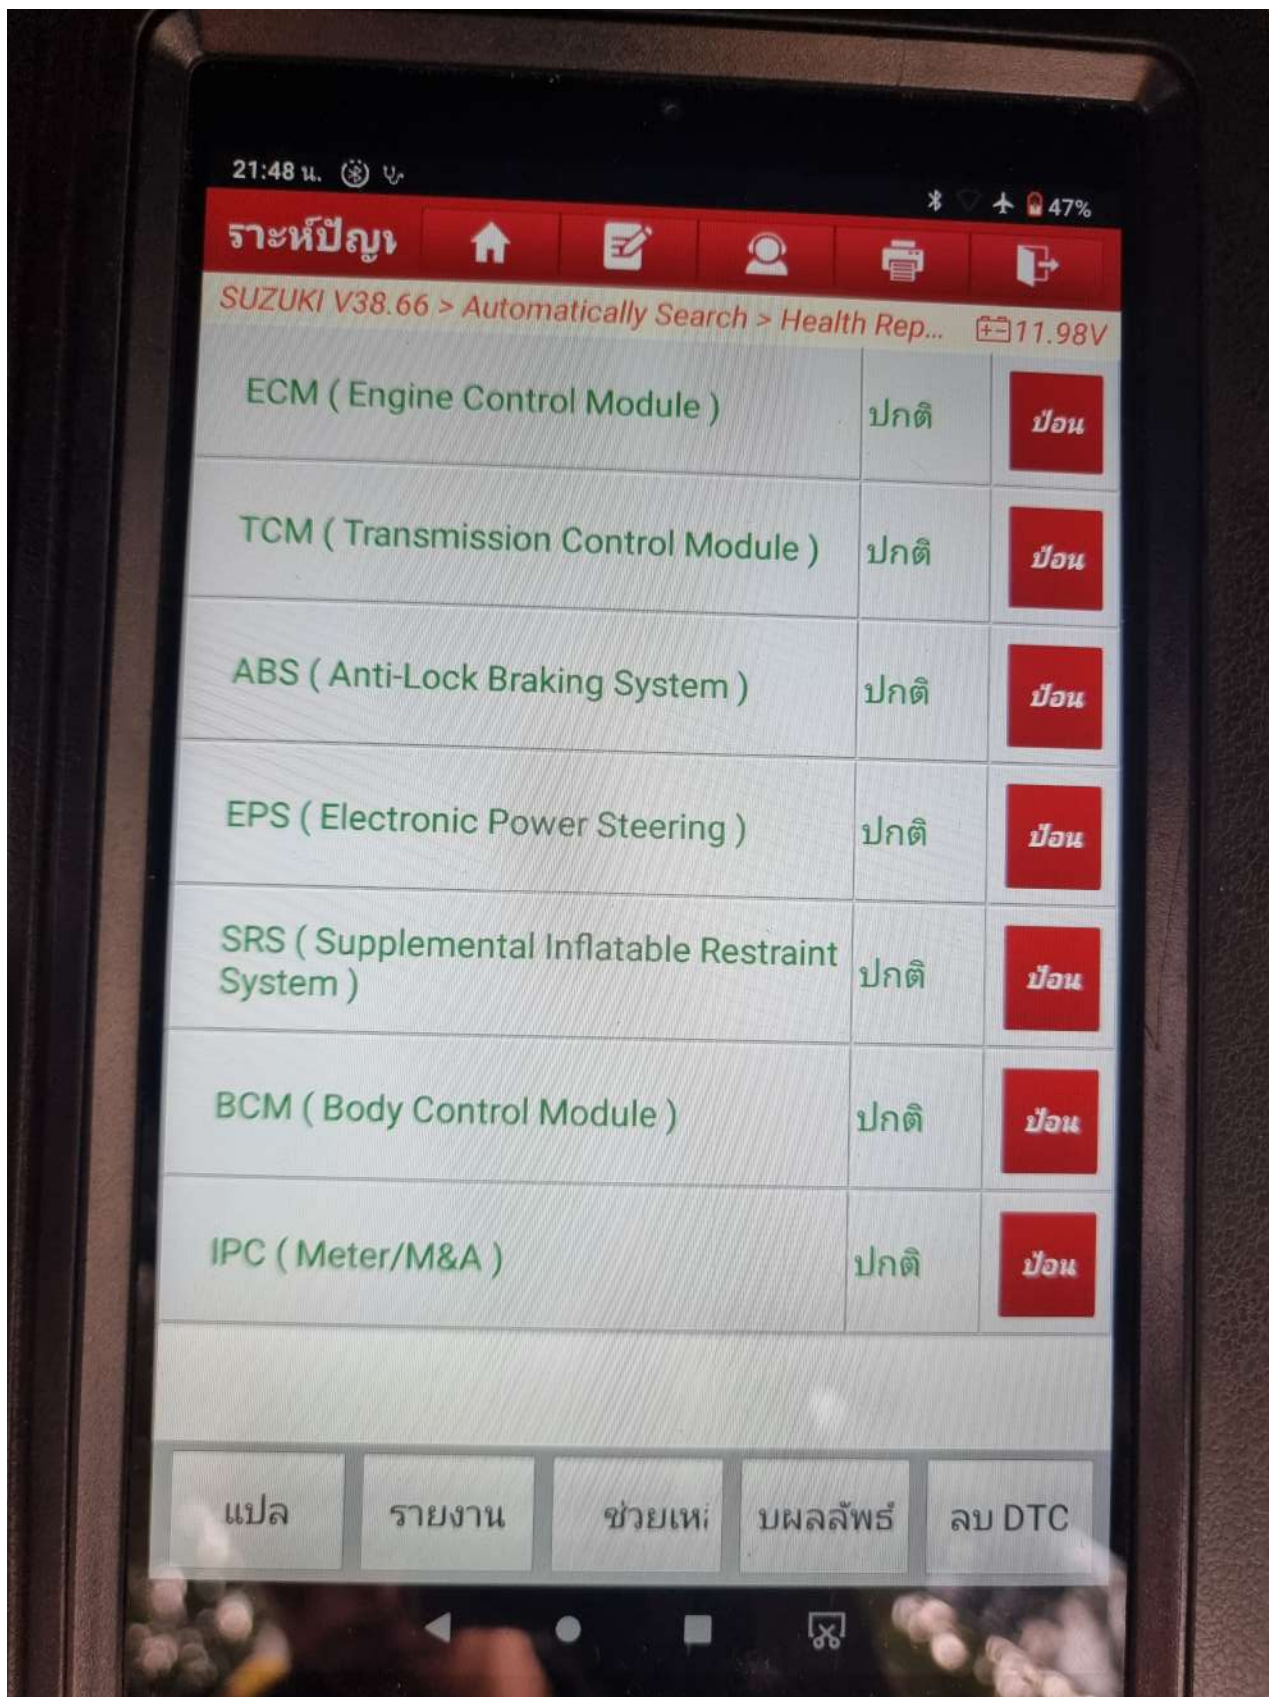 21:48 น.
47%
ราะห์ปัญห
SUZUKI V38.66 > Automatically Search > Health Rep... 11.98V
ECM ( Engine Control Module ) ปกติ ป้อน
TCM ( Transmission Control Module ) ปกติ ป้อน
ABS ( Anti-Lock Braking System ) ปกติ ป้อน
EPS ( Electronic Power Steering ) ปกติ ป้อน
SRS ( Supplemental Inflatable Restraint
System ) ปกติ ป้อน
BCM ( Body Control Module ) ปกติ ป้อน
IPC ( Meter/M&A ) ปกติ ป้อน
แปล รายงาน ช่วยเหล บผลลัพธ์ ลบ DTC